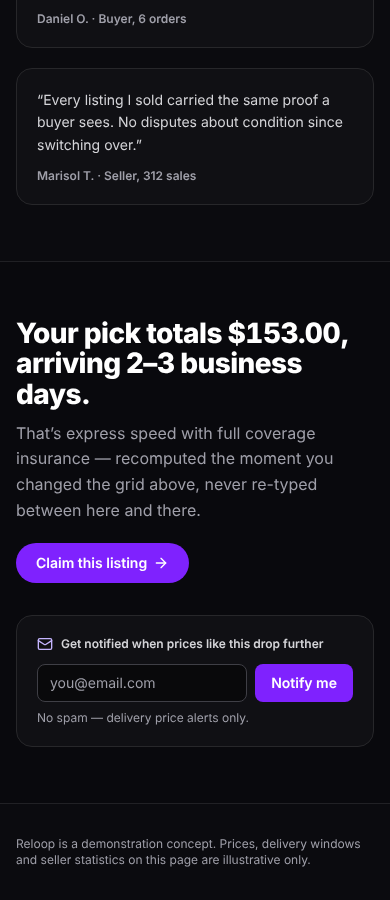 Daniel O. · Buyer, 6 orders
“Every listing I sold carried the same proof a
buyer sees. No disputes about condition since
switching over.”
Marisol T. · Seller, 312 sales
Your pick totals $153.00,
arriving 2–3 business
days.
That’s express speed with full coverage
insurance — recomputed the moment you
changed the grid above, never re-typed
between here and there.
Claim this listing →
Get notified when prices like this drop further
you@email.com
Notify me
No spam — delivery price alerts only.
Reloop is a demonstration concept. Prices, delivery windows
and seller statistics on this page are illustrative only.